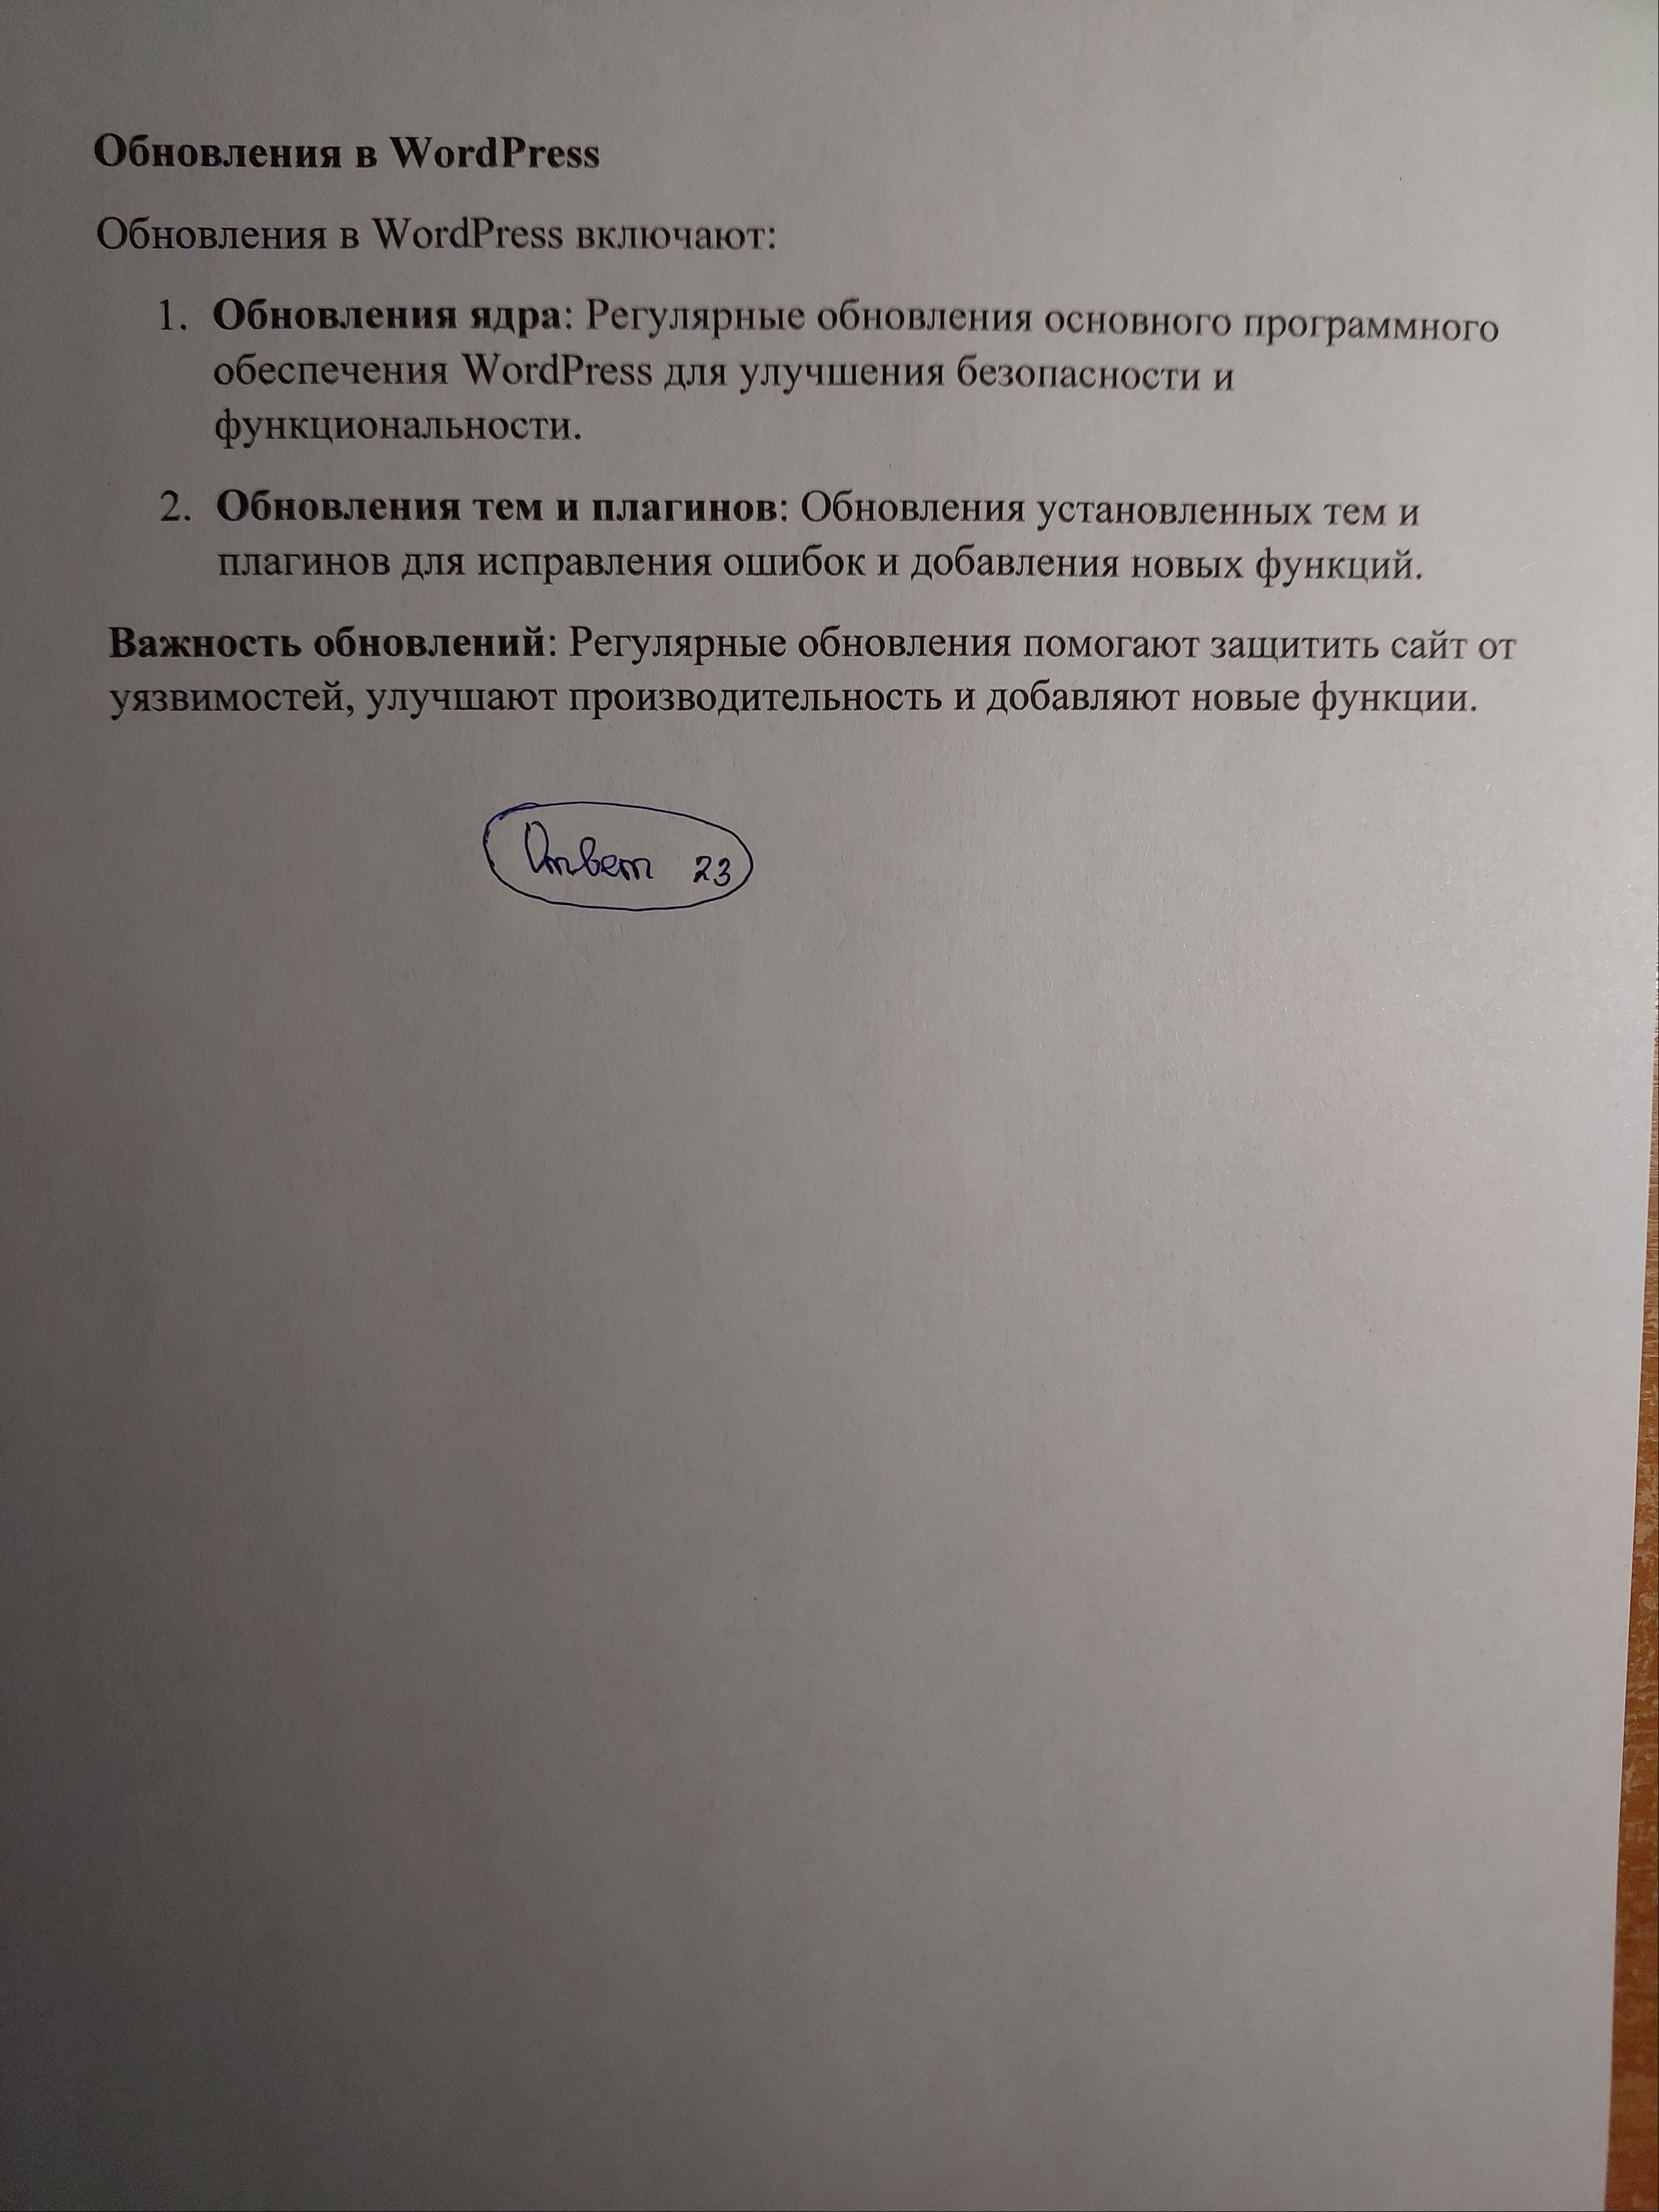 Обновления в WordPress
Обновления в WordPress включают:
1. Обновления ядра: Регулярные обновления основного программного
обеспечения WordPress для улучшения безопасности и
функциональности.
2. Обновления тем и плагинов: Обновления установленных тем и
плагинов для исправления ошибок и добавления новых функций.
Важность обновлений: Регулярные обновления помогают защитить сайт от
уязвимостей, улучшают производительность и добавляют новые функции.
Ответ 23